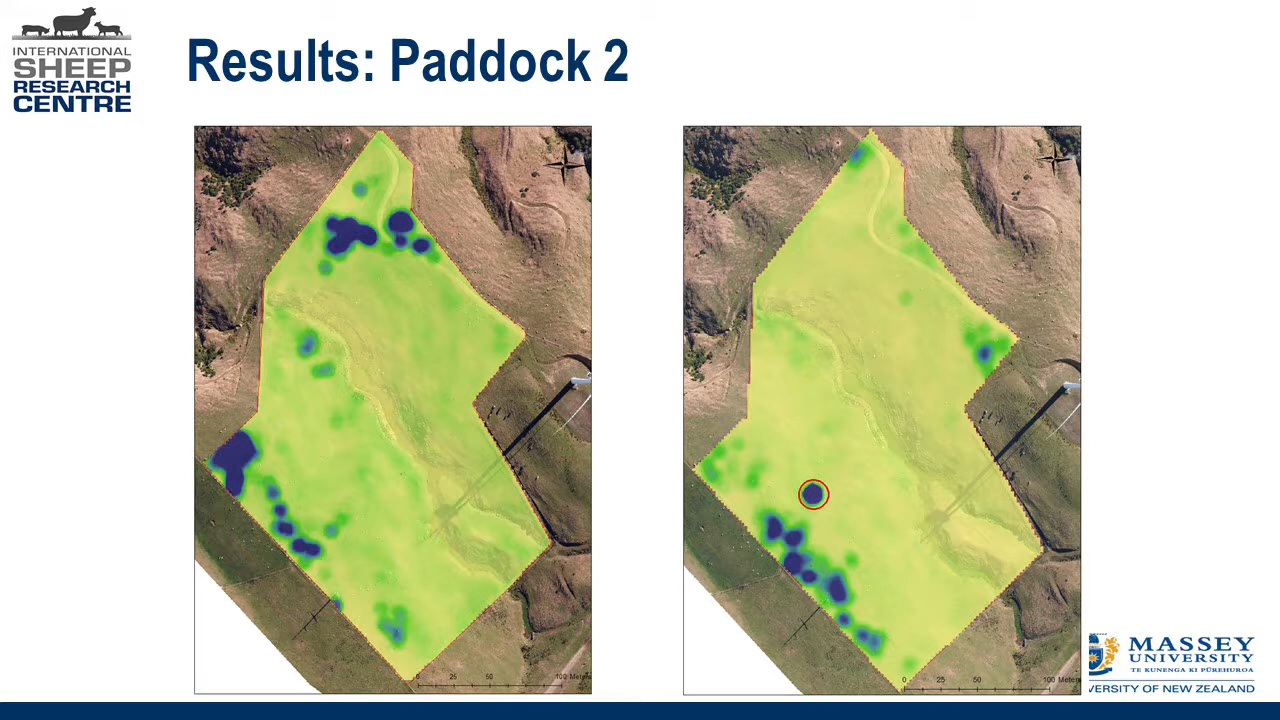 INTERNATIONAL
SHEEP
RESEARCH
CENTRE
Results: Paddock 2
0 25 50 100 Meters
0 25 50 100 Meters
MASSEY
UNIVERSITY
TE KUNENGA KI PŪREHUROA
VERSITY OF NEW ZEALAND